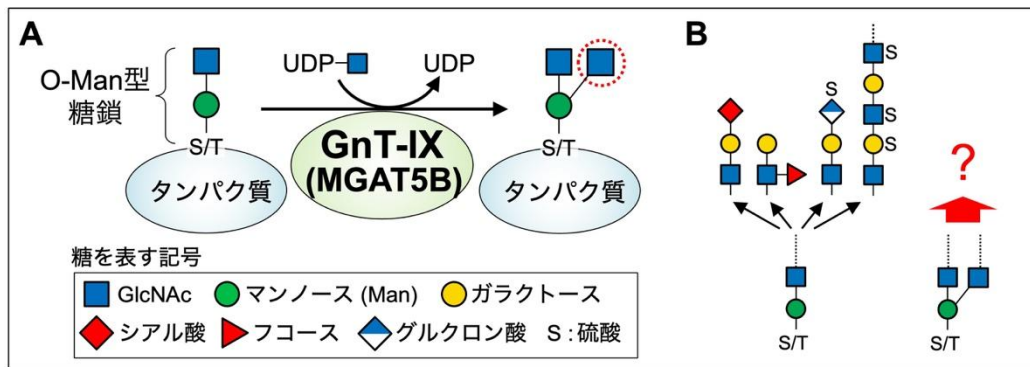 A
O-Man型
糖鎖
S/T
タンパク質
UDP
UDP
GnT-IX
(MGAT5B)
S/T
タンパク質
糖を表す記号
GlcNAc マンノース (Man) ガラクトース
シアル酸 フコース グルクロン酸 S : 硫酸
B
S
S
S
S
?
S/T
S/T